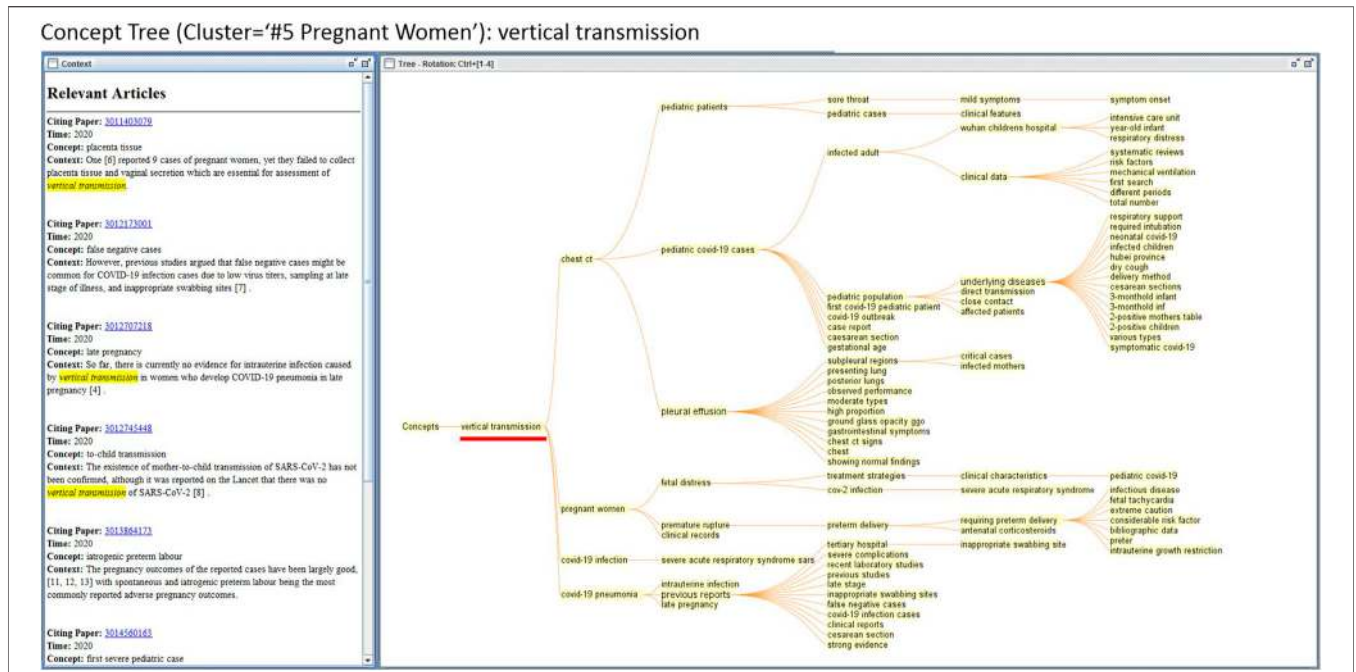 Concept Tree (Cluster=‘#5 Pregnant Women’): vertical transmission
Context
Relevant Articles
Citing Paper: 3011403079
Time: 2020
Concept: placenta tissue
Context: One [6] reported 9 cases of pregnant women, yet they failed to collect
placenta tissue and vaginal secretion which are essential for assessment of
vertical transmission.
Citing Paper: 3012173001
Time: 2020
Concept: false negative cases
Context: However, previous studies argued that false negative cases might be
common for COVID-19 infection cases due to low virus titers, sampling at late
stage of illness, and inappropriate swabbing sites [7] .
Citing Paper: 3012707218
Time: 2020
Concept: late pregnancy
Context: So far, there is currently no evidence for intrauterine infection caused
by vertical transmission in women who develop COVID-19 pneumonia in late
pregnancy [4] .
Citing Paper: 3012745448
Time: 2020
Concept: to-child transmission
Context: The existence of mother-to-child transmission of SARS-CoV-2 has not
been confirmed, although it was reported on the Lancet that there was no
vertical transmission of SARS-CoV-2 [8] .
Citing Paper: 3013864173
Time: 2020
Concept: iatrogenic preterm labour
Context: The pregnancy outcomes of the reported cases have been largely good,
[11, 12, 13] with spontaneous and iatrogenic preterm labour being the most
commonly reported adverse pregnancy outcomes.
Citing Paper: 3014560163
Time: 2020
Concept: first severe pediatric case
Tree - Rotation: Ctrl+[1-4]
Concepts
vertical transmission
chest ct
pregnant women
covid-19 infection
covid-19 pneumonia
pediatric patients
pediatric covid-19 cases
pleural effusion
fetal distress
premature rupture
clinical records
severe acute respiratory syndrome sars
intrauterine infection
previous reports
late pregnancy
sore throat
pediatric cases
infected adult
pediatric population
first covid-19 pediatric patient
covid-19 outbreak
case report
caesarean section
gestational age
subpleural regions
presenting lung
posterior lungs
observed performance
moderate types
high proportion
ground glass opacity ggo
gastrointestinal symptoms
chest ct signs
chest
showing normal findings
treatment strategies
cov-2 infection
preterm delivery
tertiary hospital
severe complications
recent laboratory studies
previous studies
late stage
inappropriate swabbing sites
false negative cases
covid-19 infection cases
clinical reports
cesarean section
strong evidence
mild symptoms
clinical features
wuhan childrens hospital
clinical data
underlying diseases
direct transmission
close contact
affected patients
critical cases
infected mothers
clinical characteristics
severe acute respiratory syndrome
requiring preterm delivery
antenatal corticosteroids
inappropriate swabbing site
symptom onset
intensive care unit
year-old infant
respiratory distress
systematic reviews
risk factors
mechanical ventilation
first search
different periods
total number
respiratory support
required intubation
neonatal covid-19
infected children
hubei province
dry cough
delivery method
cesarean sections
3-monthold infant
3-monthold inf
2-positive mothers table
2-positive children
various types
symptomatic covid-19
pediatric covid-19
infectious disease
fetal tachycardia
extreme caution
considerable risk factor
bibliographic data
preter
intrauterine growth restriction